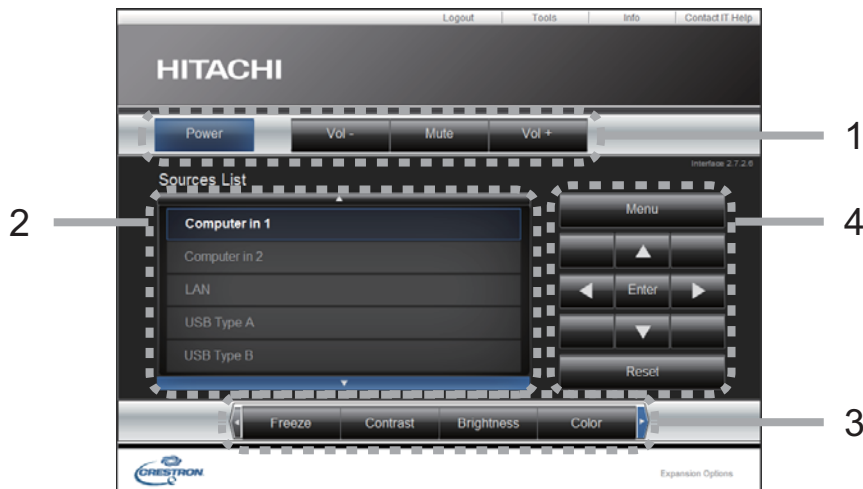 Logout Tools Info Contact IT Help
HITACHI
Power Vol - Mute Vol + 1
Interface 2.7.2.6
Sources List
Menu
2 Computer in 1 4
Computer in 2
LAN Enter
USB Type A
USB Type B
Reset
Freeze Contrast Brightness Color 3
CRESTRON Expansion Options